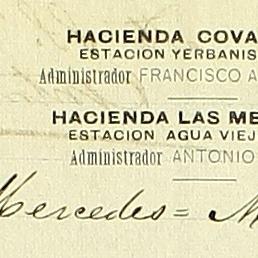 HACIENDA COVA
ESTACION YERBANIS
Administrador FRANCISCO A
HACIENDA LAS ME
ESTACION AGUA VIEJ
Administrador ANTONIO
Mercedes = M